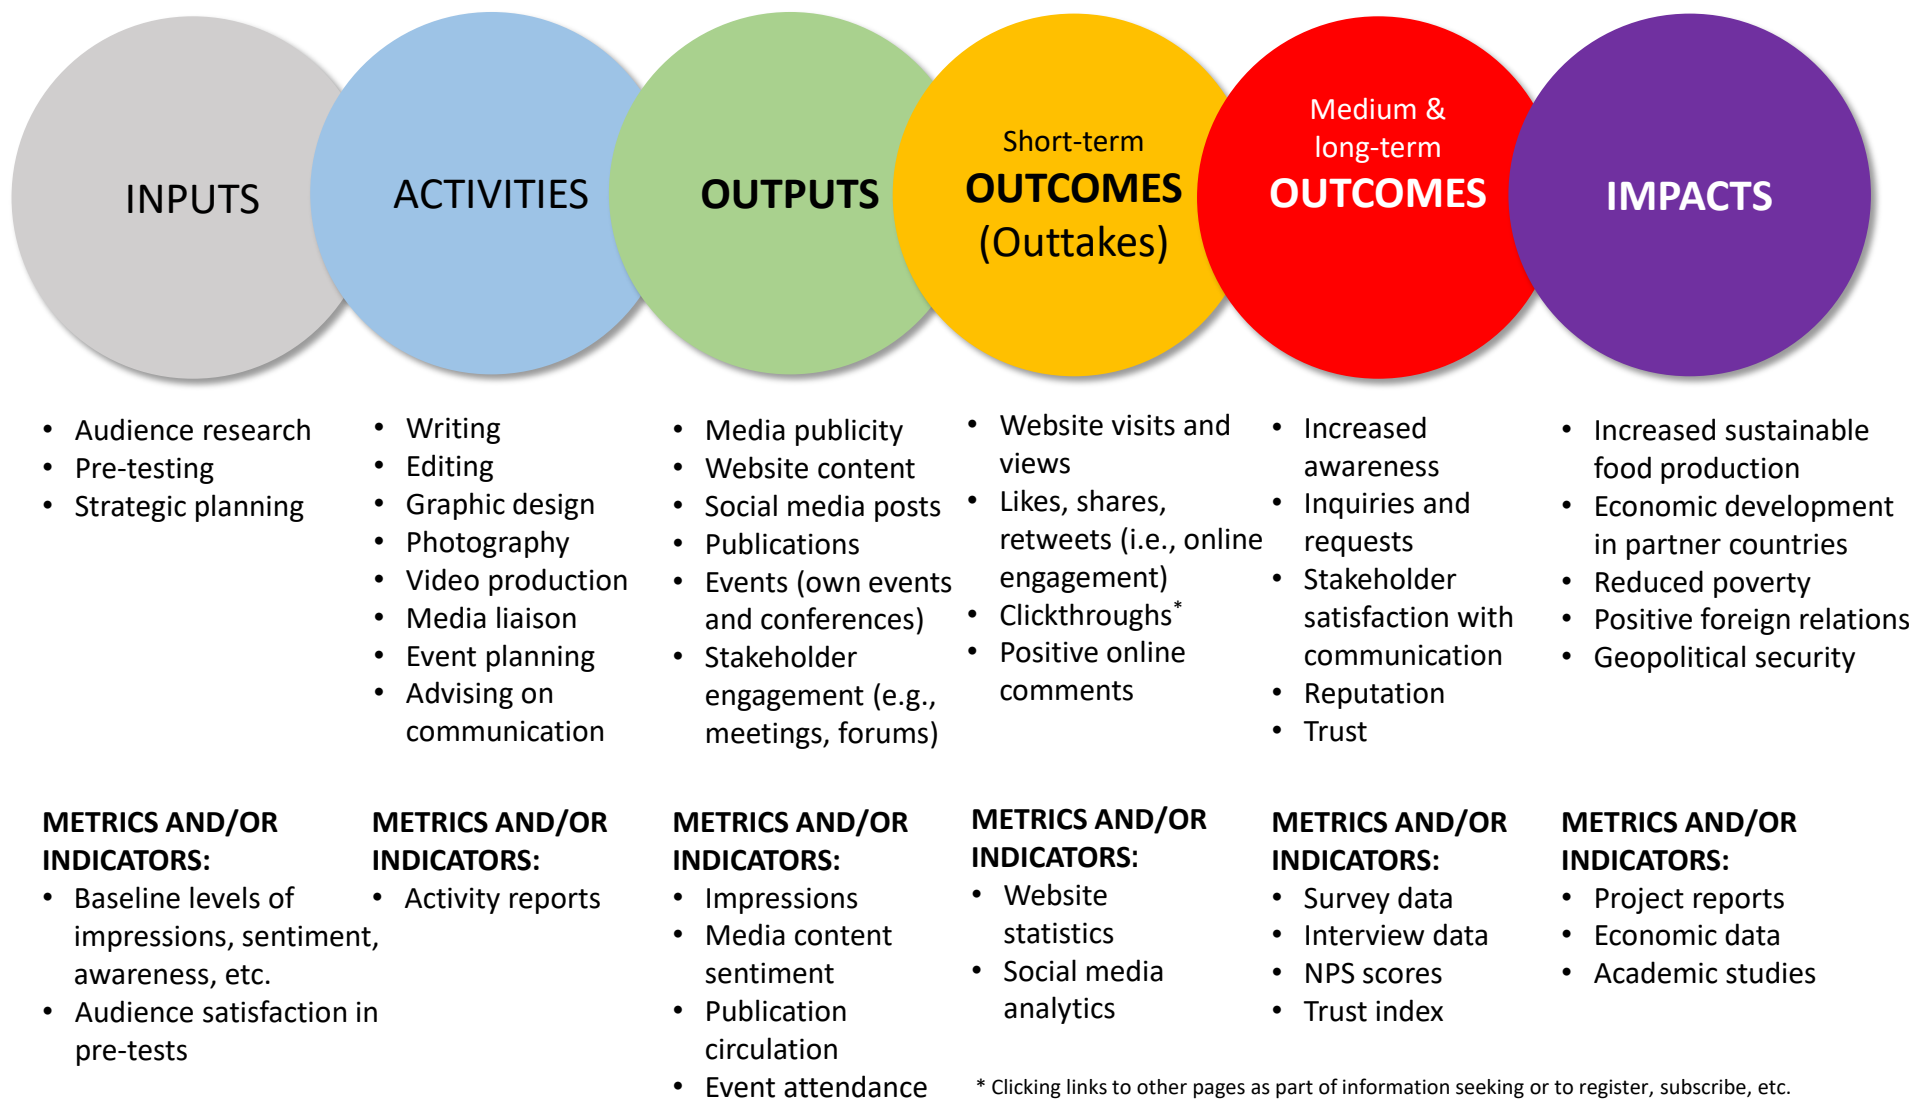 INPUTS
ACTIVITIES
OUTPUTS
Short-term
OUTCOMES
(Outtakes)
Medium &
long-term
OUTCOMES
IMPACTS
• Audience research
• Pre-testing
• Strategic planning
• Writing
• Editing
• Graphic design
• Photography
• Video production
• Media liaison
• Event planning
• Advising on
communication
• Media publicity
• Website content
• Social media posts
• Publications
• Events (own events
and conferences)
• Stakeholder
engagement (e.g.,
meetings, forums)
• Website visits and
views
• Likes, shares,
retweets (i.e., online
engagement)
• Clickthroughs*
• Positive online
comments
• Increased
awareness
• Inquiries and
requests
• Stakeholder
satisfaction with
communication
• Reputation
• Trust
• Increased sustainable
food production
• Economic development
in partner countries
• Reduced poverty
• Positive foreign relations
• Geopolitical security
METRICS AND/OR
INDICATORS:
• Baseline levels of
impressions, sentiment,
awareness, etc.
• Audience satisfaction in
pre-tests
METRICS AND/OR
INDICATORS:
• Activity reports
METRICS AND/OR
INDICATORS:
• Impressions
• Media content
sentiment
• Publication
circulation
• Event attendance
METRICS AND/OR
INDICATORS:
• Website
statistics
• Social media
analytics
METRICS AND/OR
INDICATORS:
• Survey data
• Interview data
• NPS scores
• Trust index
METRICS AND/OR
INDICATORS:
• Project reports
• Economic data
• Academic studies
* Clicking links to other pages as part of information seeking or to register, subscribe, etc.